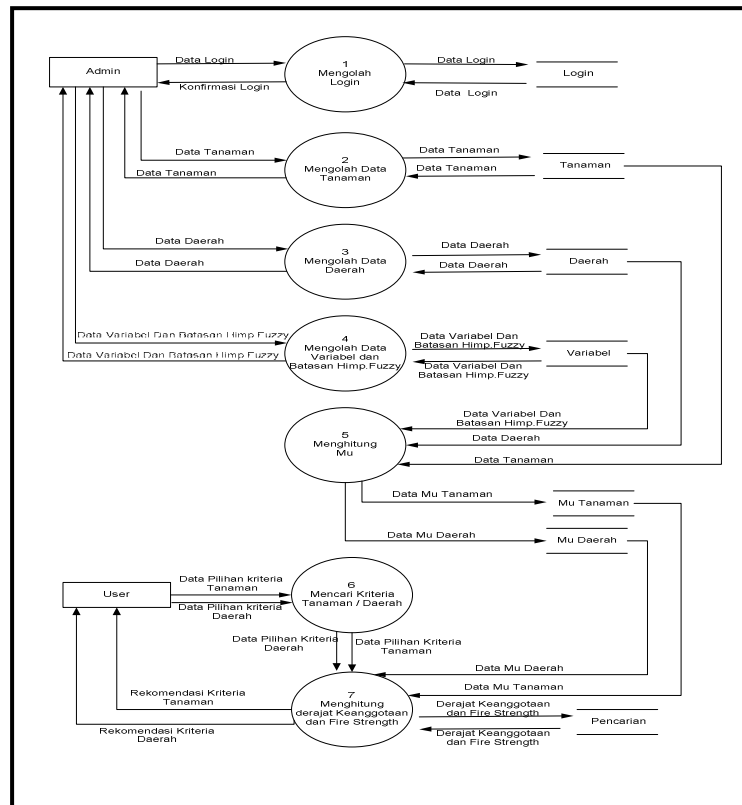 Admin
Data Login
Konfirmasi Login
1
Mengolah
Login
Data Login
Data Login
Login
Data Tanaman
Data Tanaman
2
Mengolah Data
Tanaman
Data Tanaman
Data Tanaman
Tanaman
Data Daerah
Data Daerah
3
Mengolah Data
Daerah
Data Daerah
Data Daerah
Daerah
Data Variabel Dan Batasan Himp.Fuzzy
Data Variabel Dan Batasan Himp.Fuzzy
4
Mengolah Data
Variabel dan
Batasan Himp.Fuzzy
Data Variabel Dan
Batasan Himp.Fuzzy
Data Variabel Dan
Batasan Himp.Fuzzy
Variabel
5
Menghitung
Mu
Data Variabel Dan
Batasan Himp.Fuzzy
Data Daerah
Data Tanaman
Data Mu Tanaman
Mu Tanaman
Data Mu Daerah
Mu Daerah
User
Data Pilihan kriteria
Tanaman
Data Pilihan kriteria
Daerah
6
Mencari Kriteria
Tanaman / Daerah
Data Pilihan Kriteria
Daerah
Data Pilihan Kriteria
Tanaman
Data Mu Daerah
Data Mu Tanaman
Rekomendasi Kriteria
Tanaman
Rekomendasi Kriteria
Daerah
7
Menghitung
derajat Keanggotaan
dan Fire Strength
Derajat Keanggotaan
dan Fire Strength
Derajat Keanggotaan
dan Fire Strength
Pencarian